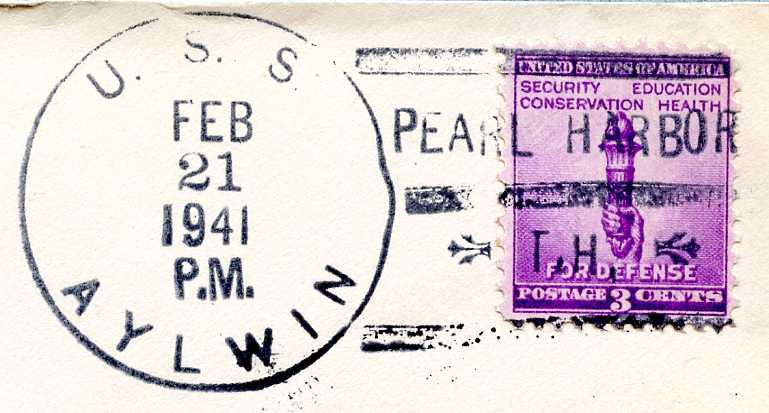 U. S. S.
FEB
21
1941
P.M.
AYLWIN
PEARL HARBOR
T.H.
UNITED STATES OF AMERICA
SECURITY EDUCATION
CONSERVATION HEALTH
FOR DEFENSE
POSTAGE 3 CENTS